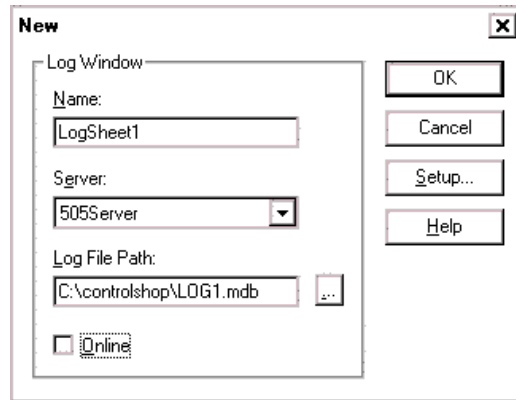 New
Log Window
Name:
LogSheet1
Server:
505Server
Log File Path:
C:\controlshop\LOG1.mdb
...
Online
OK
Cancel
Setup...
Help